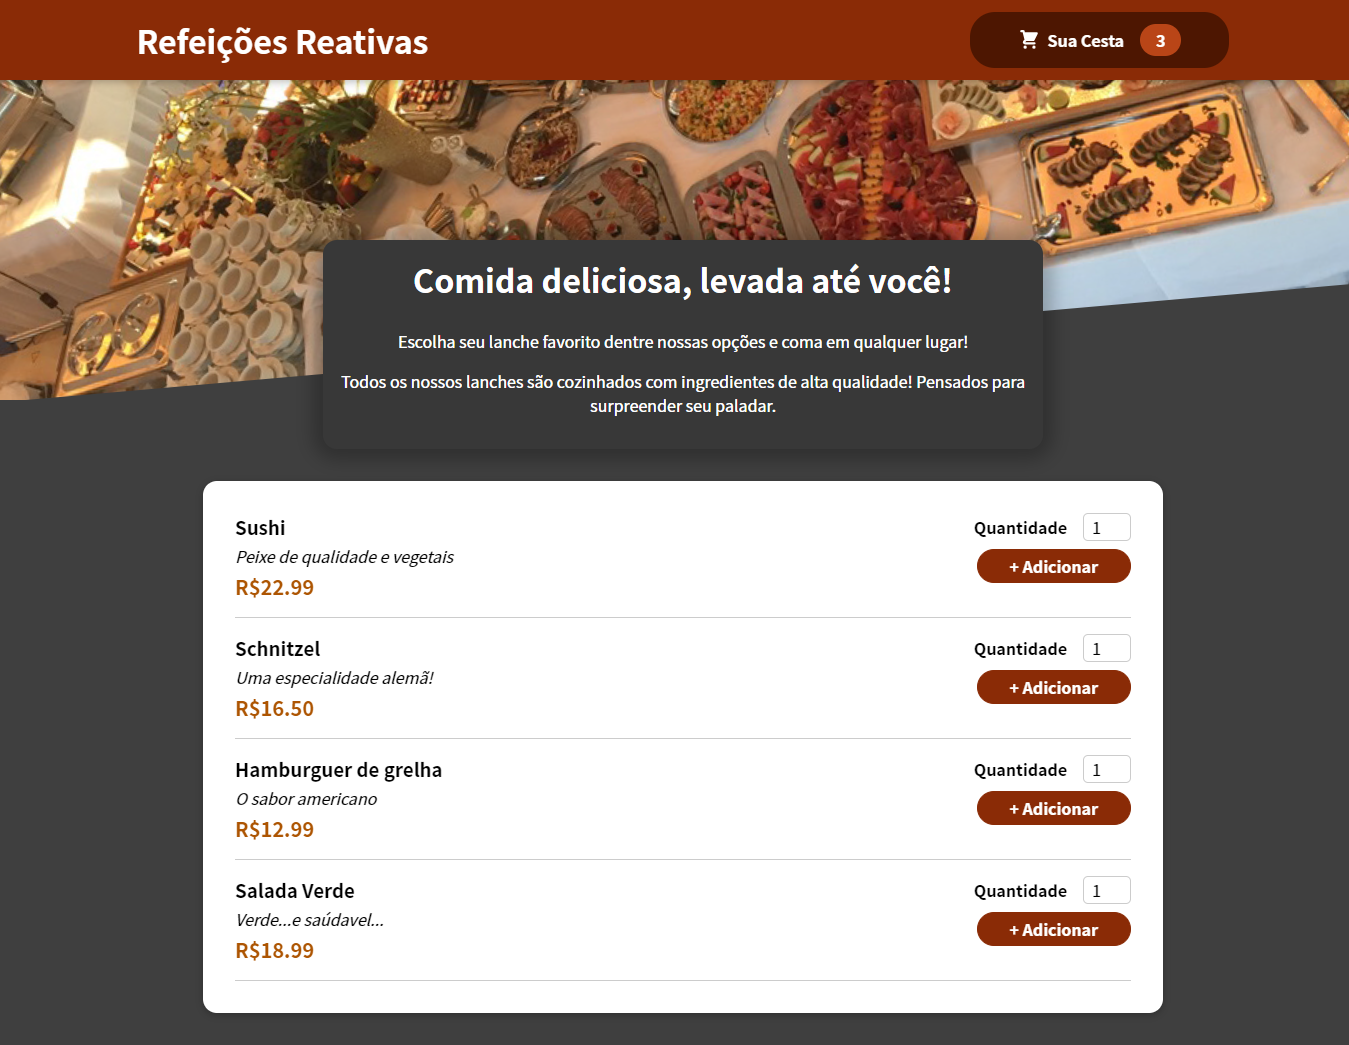 Refeições Reativas
Sua Cesta 3
Comida deliciosa, levada até você!
Escolha seu lanche favorito dentre nossas opções e coma em qualquer lugar!
Todos os nossos lanches são cozinhados com ingredientes de alta qualidade! Pensados para
surpreender seu paladar.
Sushi
Quantidade 1
Peixe de qualidade e vegetais
+ Adicionar
R$22.99
Schnitzel
Quantidade 1
Uma especialidade alemã!
+ Adicionar
R$16.50
Hamburguer de grelha
Quantidade 1
O sabor americano
+ Adicionar
R$12.99
Salada Verde
Quantidade 1
Verde...e saúdavel...
+ Adicionar
R$18.99